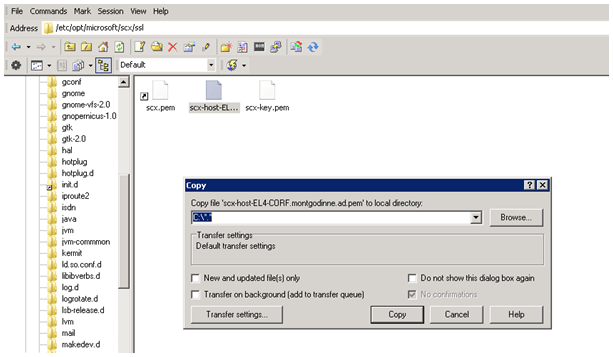 File Commands Mark Session View Help
Address /etc/opt/microsoft/scx/ssl
Default
gconf
gnome
gnome-vfs-2.0
gnopernicus-1.0
gtk
gtk-2.0
hal
hotplug
hotplug.d
init.d
iproute2
isdn
java
jvm
jvm-commmon
kermit
ld.so.conf.d
libibverbs.d
log.d
logrotate.d
lsb-release.d
lvm
mail
makedev.d
scx.pem scx-host-EL... scx-key.pem
Copy
Copy file 'scx-host-EL4-CORF.montgodinne.ad.pem' to local directory:
C:\*.*
Browse...
Transfer settings
Default transfer settings
New and updated file(s) only
Do not show this dialog box again
Transfer on background (add to transfer queue)
No confirmations
Transfer settings... Copy Cancel Help